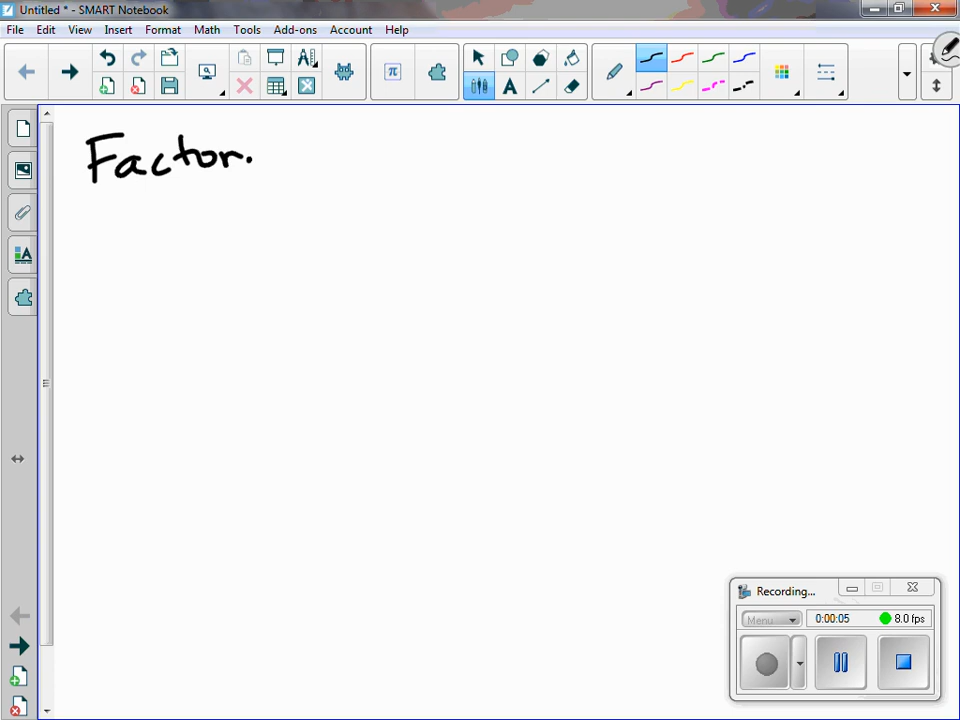 Untitled * - SMART Notebook
File Edit View Insert Format Math Tools Add-ons Account Help
π
A
Factor.
Recording...
Menu 0:00:05 8.0 fps